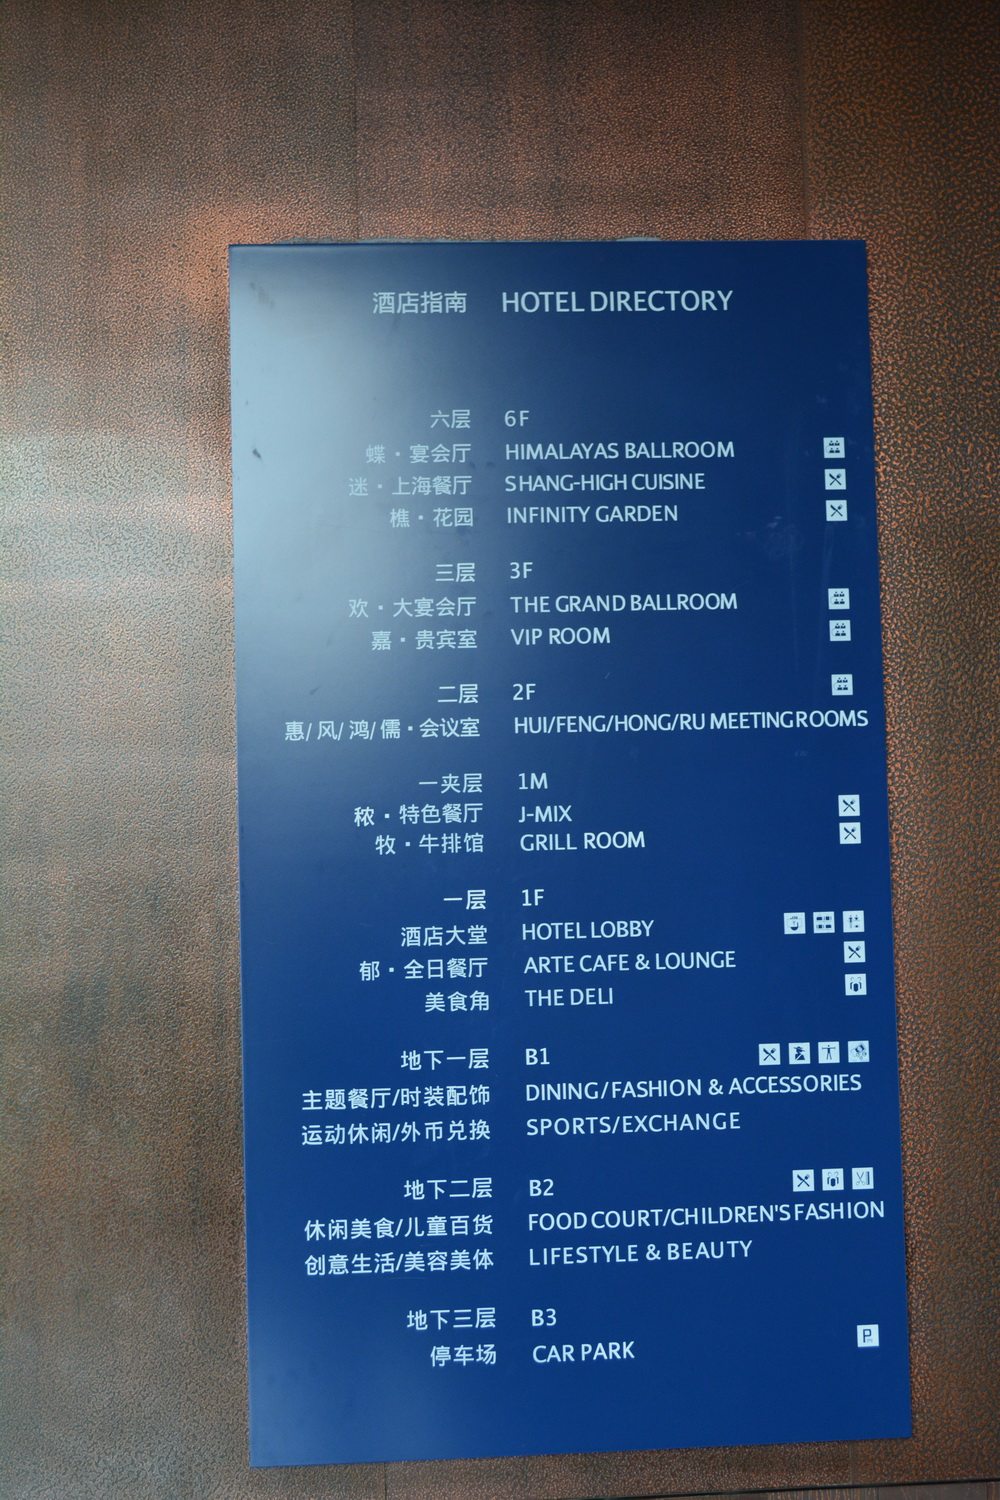 酒店指南 HOTEL DIRECTORY
六层 6F
蝶·宴会厅 HIMALAYAS BALLROOM
迷·上海餐厅 SHANG-HIGH CUISINE
樵·花园 INFINITY GARDEN
三层 3F
欢·大宴会厅 THE GRAND BALLROOM
嘉·贵宾室 VIP ROOM
二层 2F
惠/风/鸿/儒·会议室 HUI/FENG/HONG/RU MEETING ROOMS
一夹层 1M
秾·特色餐厅 J-MIX
牧·牛排馆 GRILL ROOM
一层 1F
酒店大堂 HOTEL LOBBY
郁·全日餐厅 ARTE CAFE & LOUNGE
美食角 THE DELI
地下一层 B1
主题餐厅/时装配饰 DINING/FASHION & ACCESSORIES
运动休闲/外币兑换 SPORTS/EXCHANGE
地下二层 B2
休闲美食/儿童百货 FOOD COURT/CHILDREN'S FASHION
创意生活/美容美体 LIFESTYLE & BEAUTY
地下三层 B3
停车场 CAR PARK
P